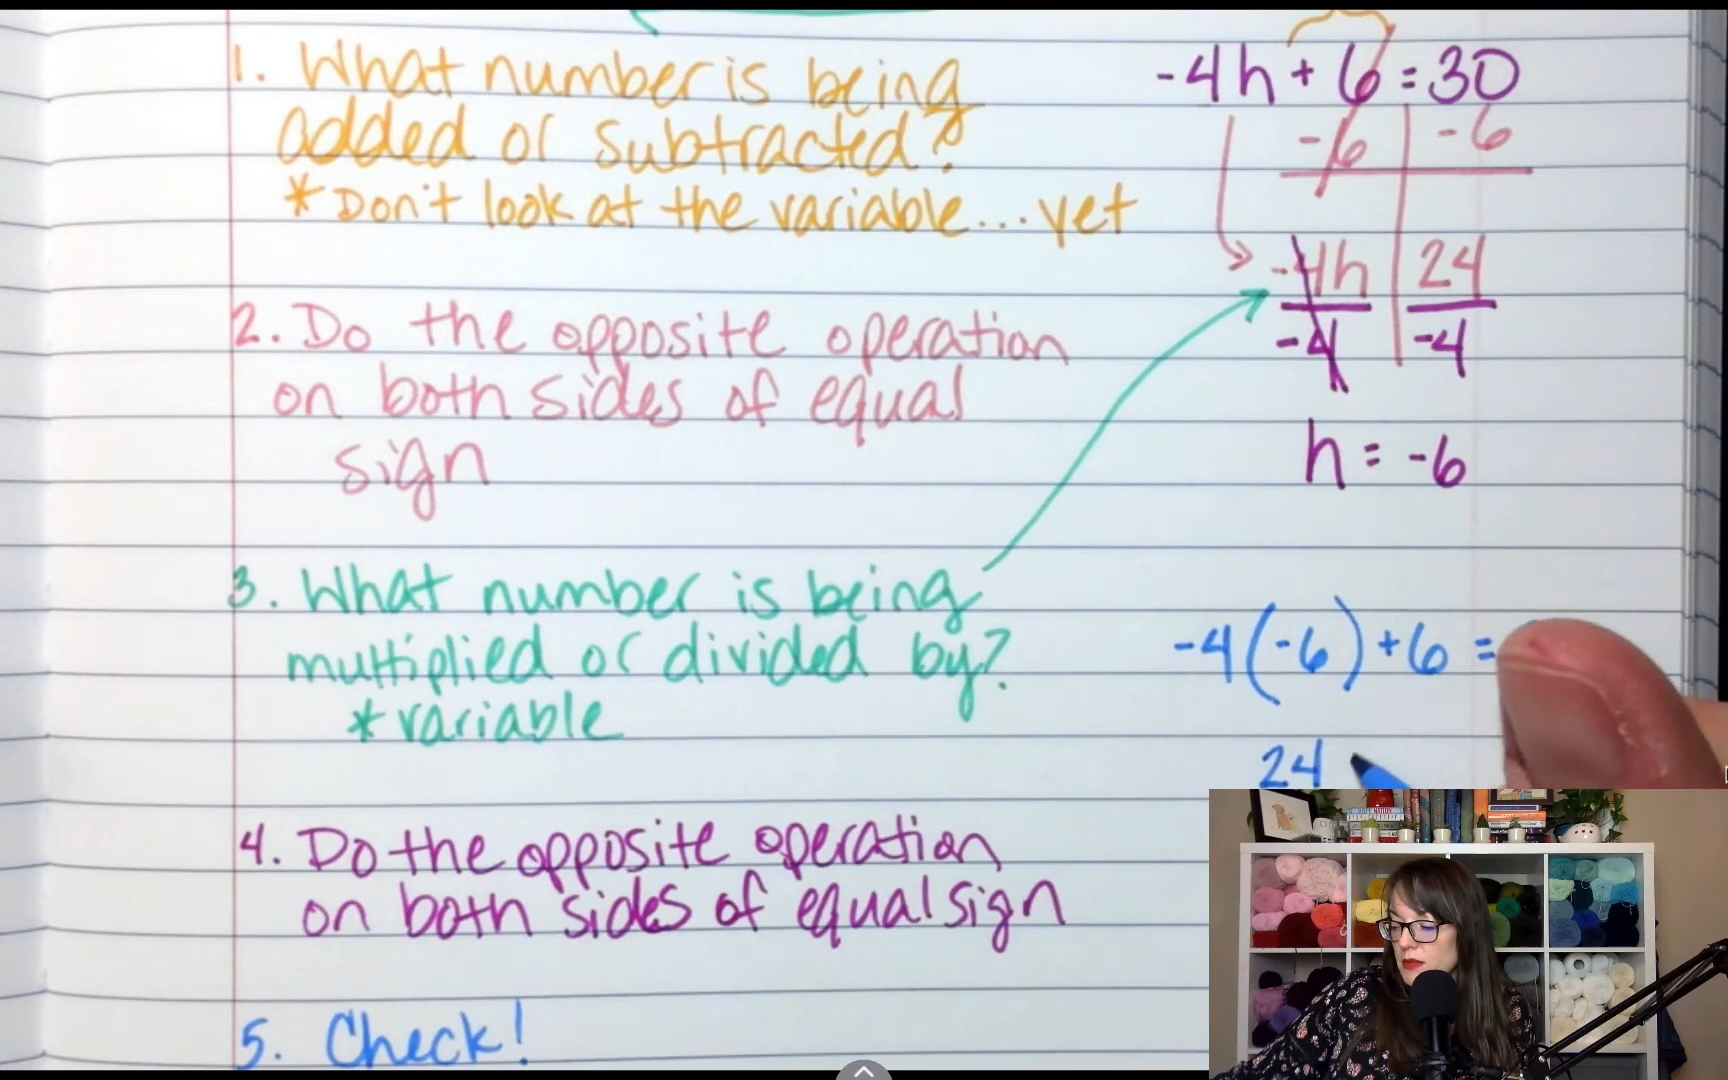 1. What number is being
added or subtracted?
*Don't look at the variable...yet
2. Do the opposite operation
on both sides of equal
sign
3. What number is being
multiplied or divided by?
*variable
4. Do the opposite operation
on both sides of equal sign
5. Check!
-4h + 6 = 30
-6 -6
-4h 24
-4 -4
h = -6
-4(-6)+6 =
24